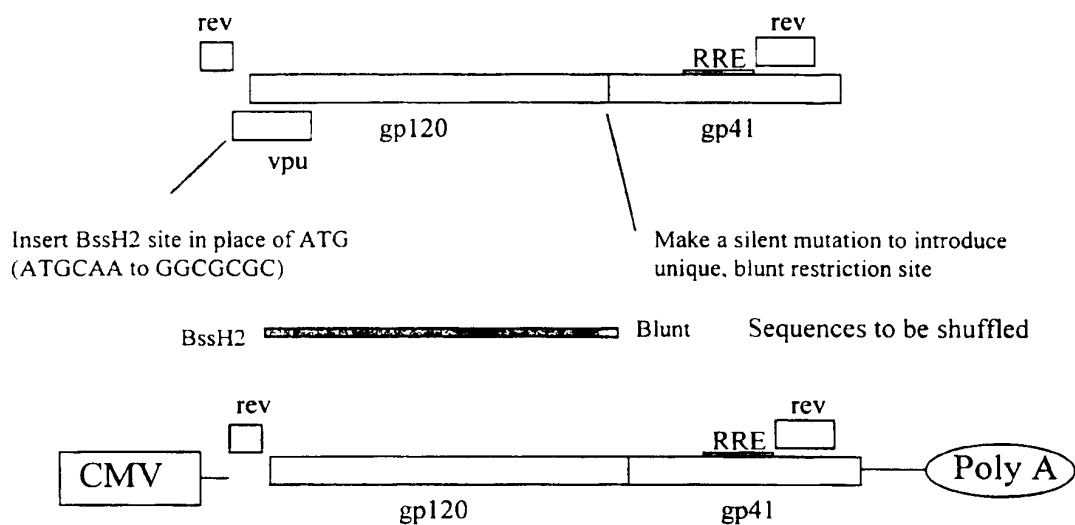 rev
rev
RRE
gp120
gp41
vpu
Insert BssH2 site in place of ATG
(ATGCAA to GGCGCGC)
Make a silent mutation to introduce
unique, blunt restriction site
BssH2
Blunt
Sequences to be shuffled
rev
rev
RRE
CMV
Poly A
gp120
gp41